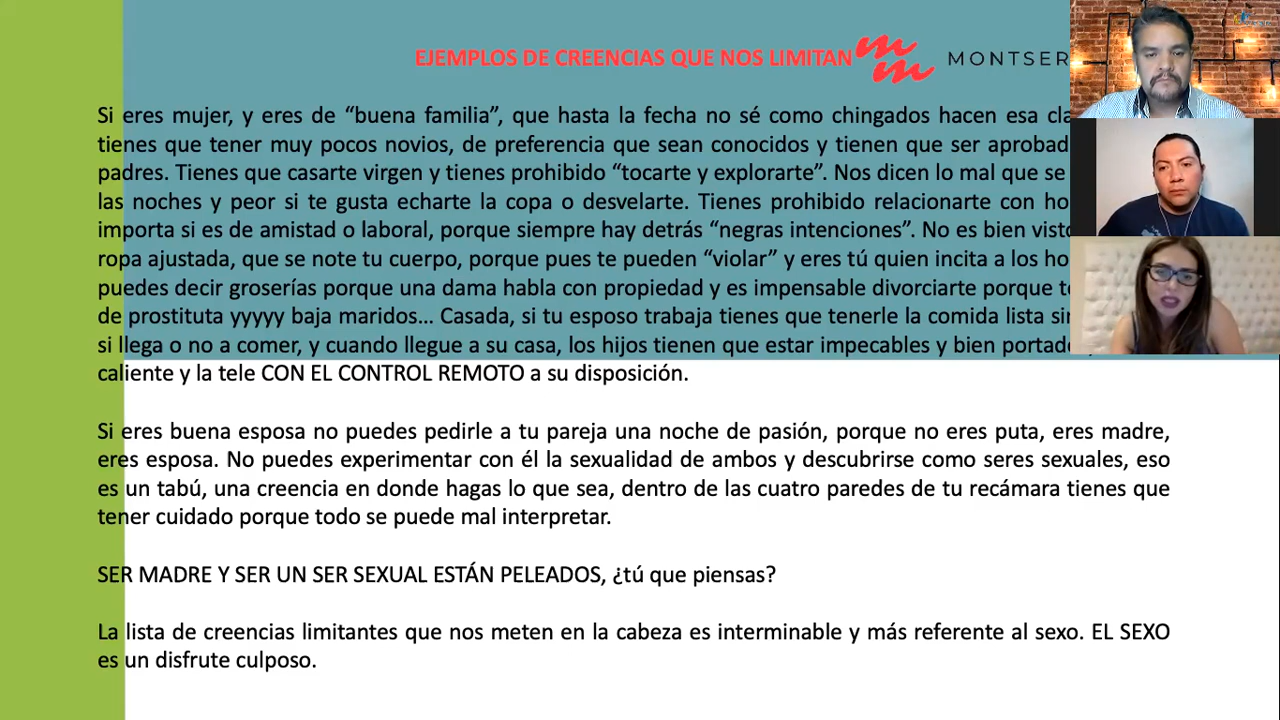 EJEMPLOS DE CREENCIAS QUE NOS LIMITAN
MONTSER
Si eres mujer, y eres de “buena familia”, que hasta la fecha no sé como chingados hacen esa
tienes que tener muy pocos novios, de preferencia que sean conocidos y tienen que ser
padres. Tienes que casarte virgen y tienes prohibido “tocarte y explorarte”. Nos dicen lo mal que se
las noches y peor si te gusta echarte la copa o desvelarte. Tienes prohibido relacionarte con
importa si es de amistad o laboral, porque siempre hay detrás “negras intenciones”. No es bien
ropa ajustada, que se note tu cuerpo, porque pues te pueden “violar” y eres tú quien incita a los
puedes decir groserías porque una dama habla con propiedad y es impensable divorciarte porque
de prostituta yyyyy baja maridos... Casada, si tu esposo trabaja tienes que tenerle la comida lista
si llega o no a comer, y cuando llegue a su casa, los hijos tienen que estar impecables y bien
caliente y la tele CON EL CONTROL REMOTO a su disposición.
Si eres buena esposa no puedes pedirle a tu pareja una noche de pasión, porque no eres puta, eres madre,
eres esposa. No puedes experimentar con él la sexualidad de ambos y descubrirse como seres sexuales, eso
es un tabú, una creencia en donde hagas lo que sea, dentro de las cuatro paredes de tu recámara tienes que
tener cuidado porque todo se puede mal interpretar.
SER MADRE Y SER UN SER SEXUAL ESTÁN PELEADOS, ¿tú que piensas?
La lista de creencias limitantes que nos meten en la cabeza es interminable y más referente al sexo. EL SEXO
es un disfrute culposo.